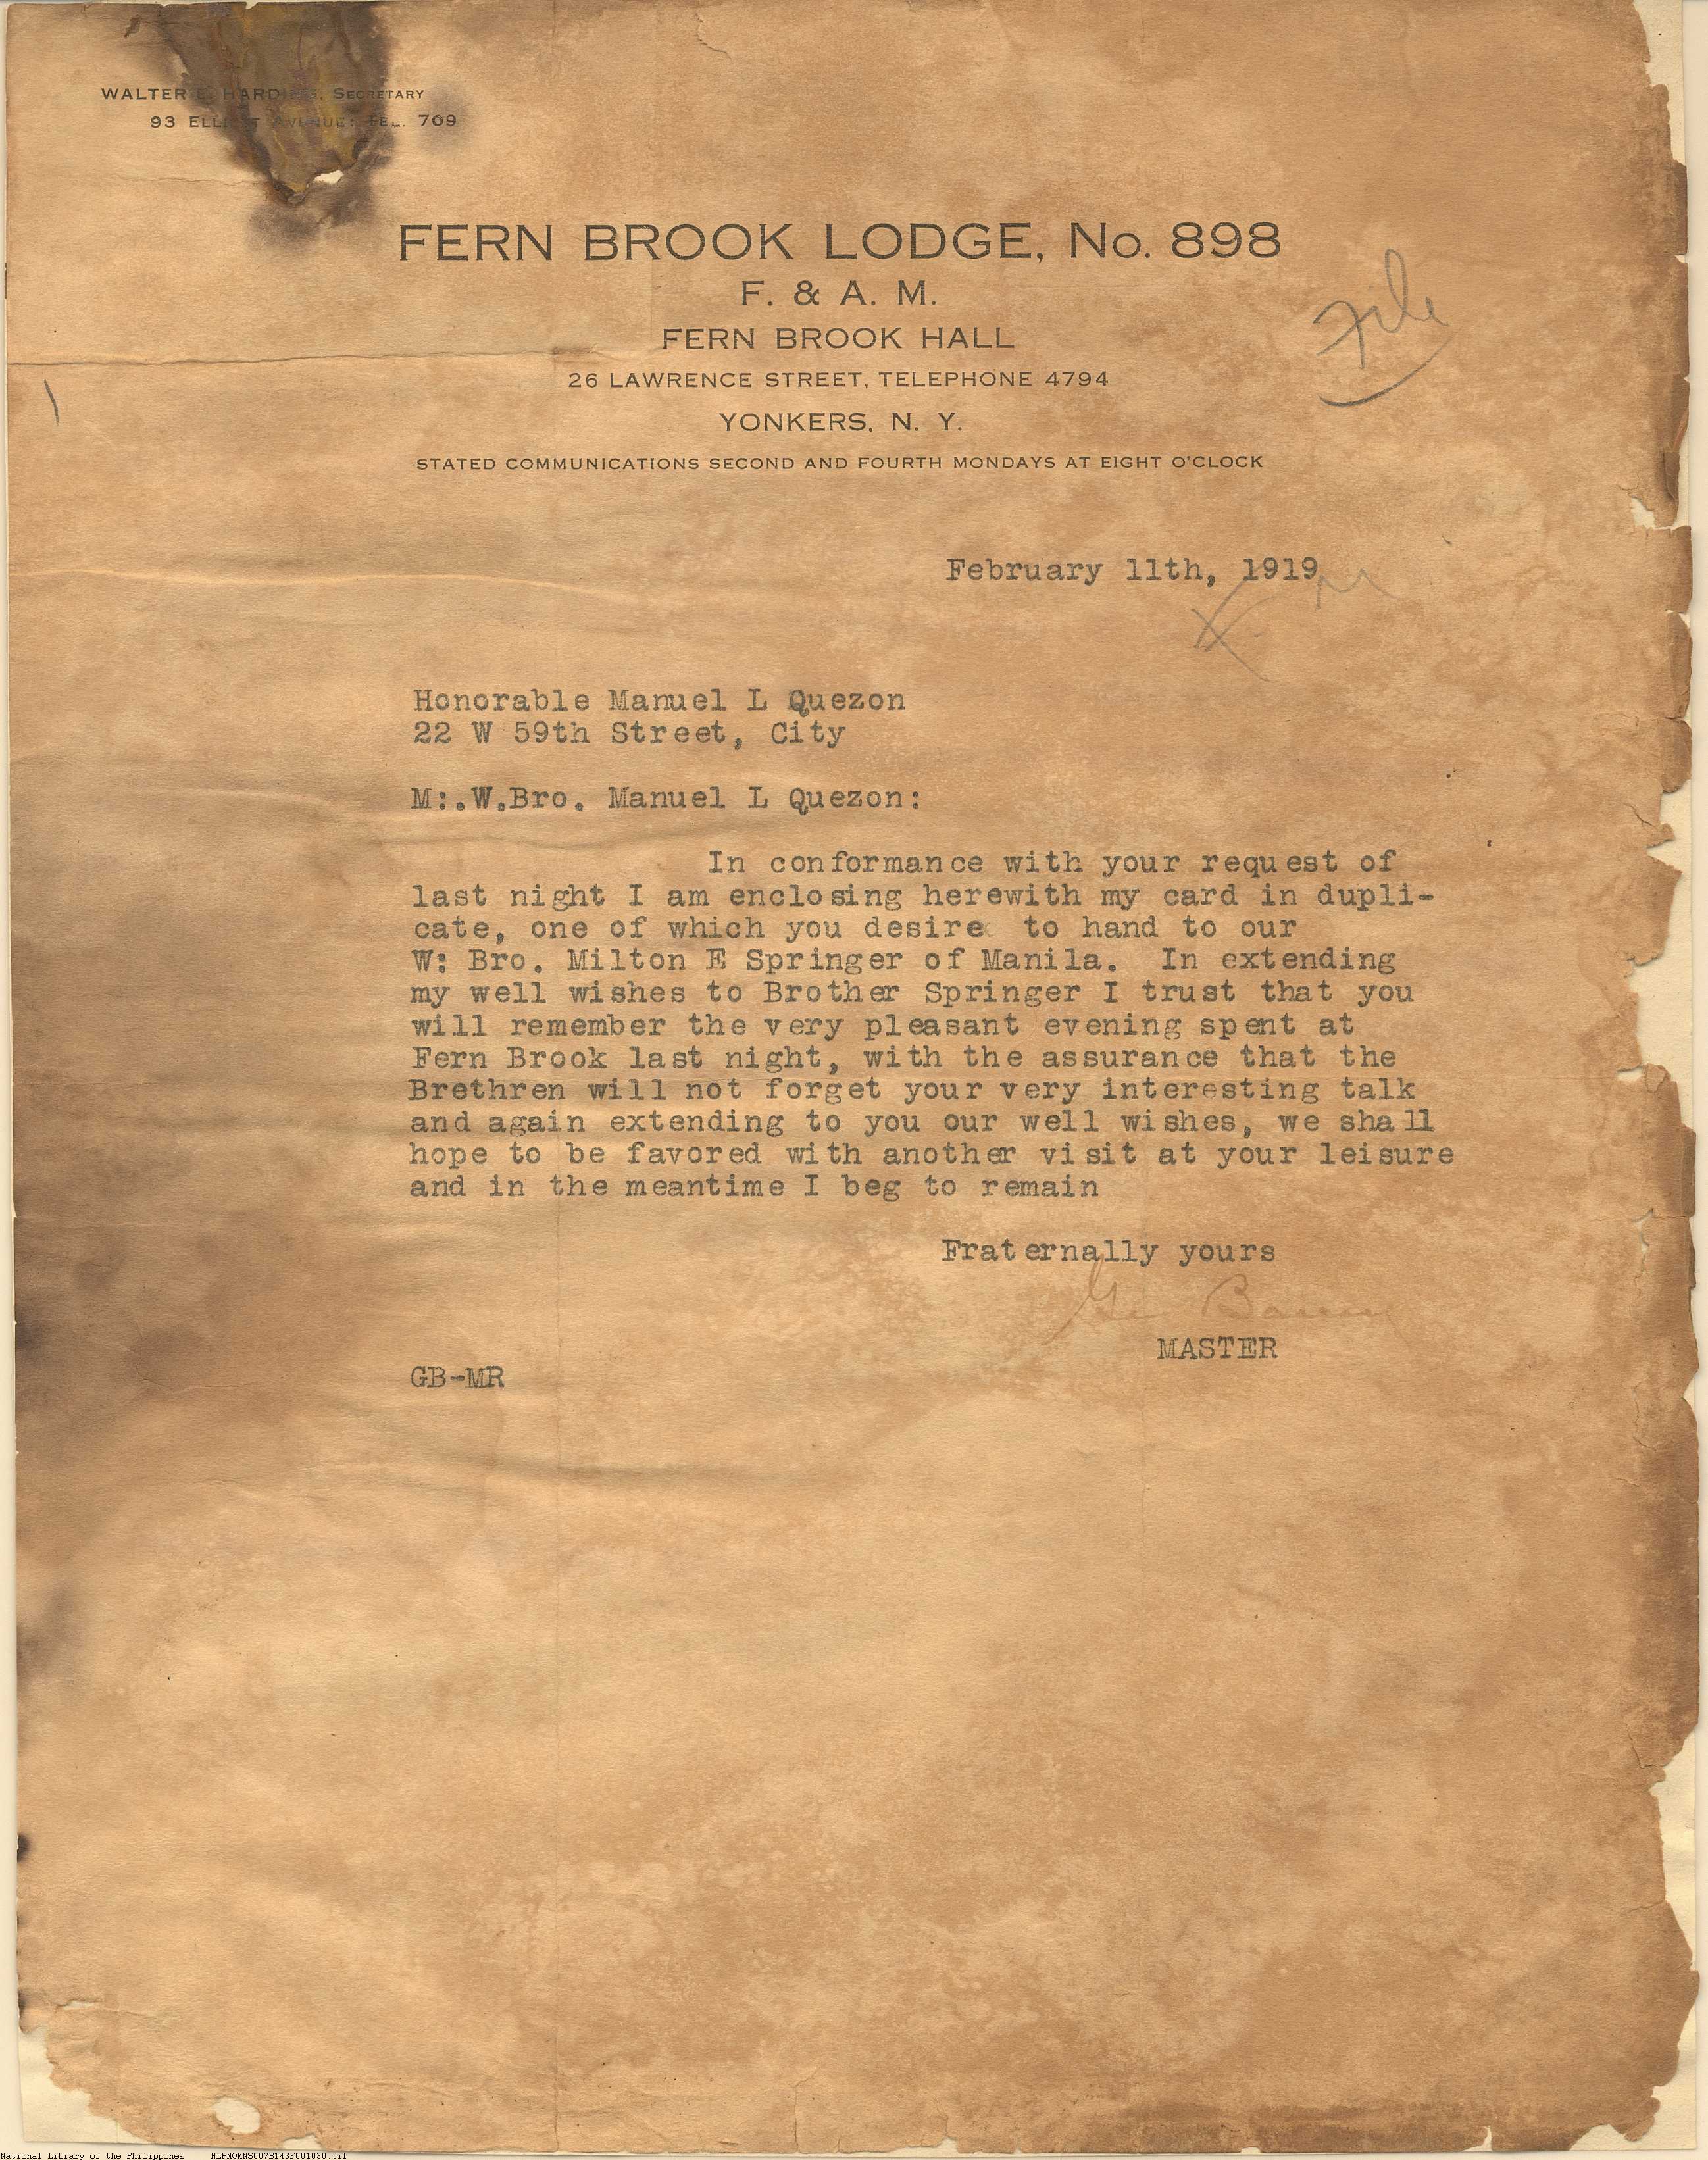 WALTER E. HARDING, SECRETARY
93 ELLIOTT AVENUE: TEL. 709
FERN BROOK LODGE, No. 898
F. & A. M.
FERN BROOK HALL
26 LAWRENCE STREET, TELEPHONE 4794
YONKERS, N. Y.
STATED COMMUNICATIONS SECOND AND FOURTH MONDAYS AT EIGHT O'CLOCK
File
February 11th, 1919
Honorable Manuel L Quezon
22 W 59th Street, City
M:.W.Bro. Manuel L Quezon:
In conformance with your request of
last night I am enclosing herewith my card in dupli-
cate, one of which you desire to hand to our
W: Bro. Milton E Springer of Manila. In extending
my well wishes to Brother Springer I trust that you
will remember the very pleasant evening spent at
Fern Brook last night, with the assurance that the
Brethren will not forget your very interesting talk
and again extending to you our well wishes, we shall
hope to be favored with another visit at your leisure
and in the meantime I beg to remain
Fraternally yours
MASTER
GB-MR
National Library of the Philippines NLPMQMNS007B143F001030.tif